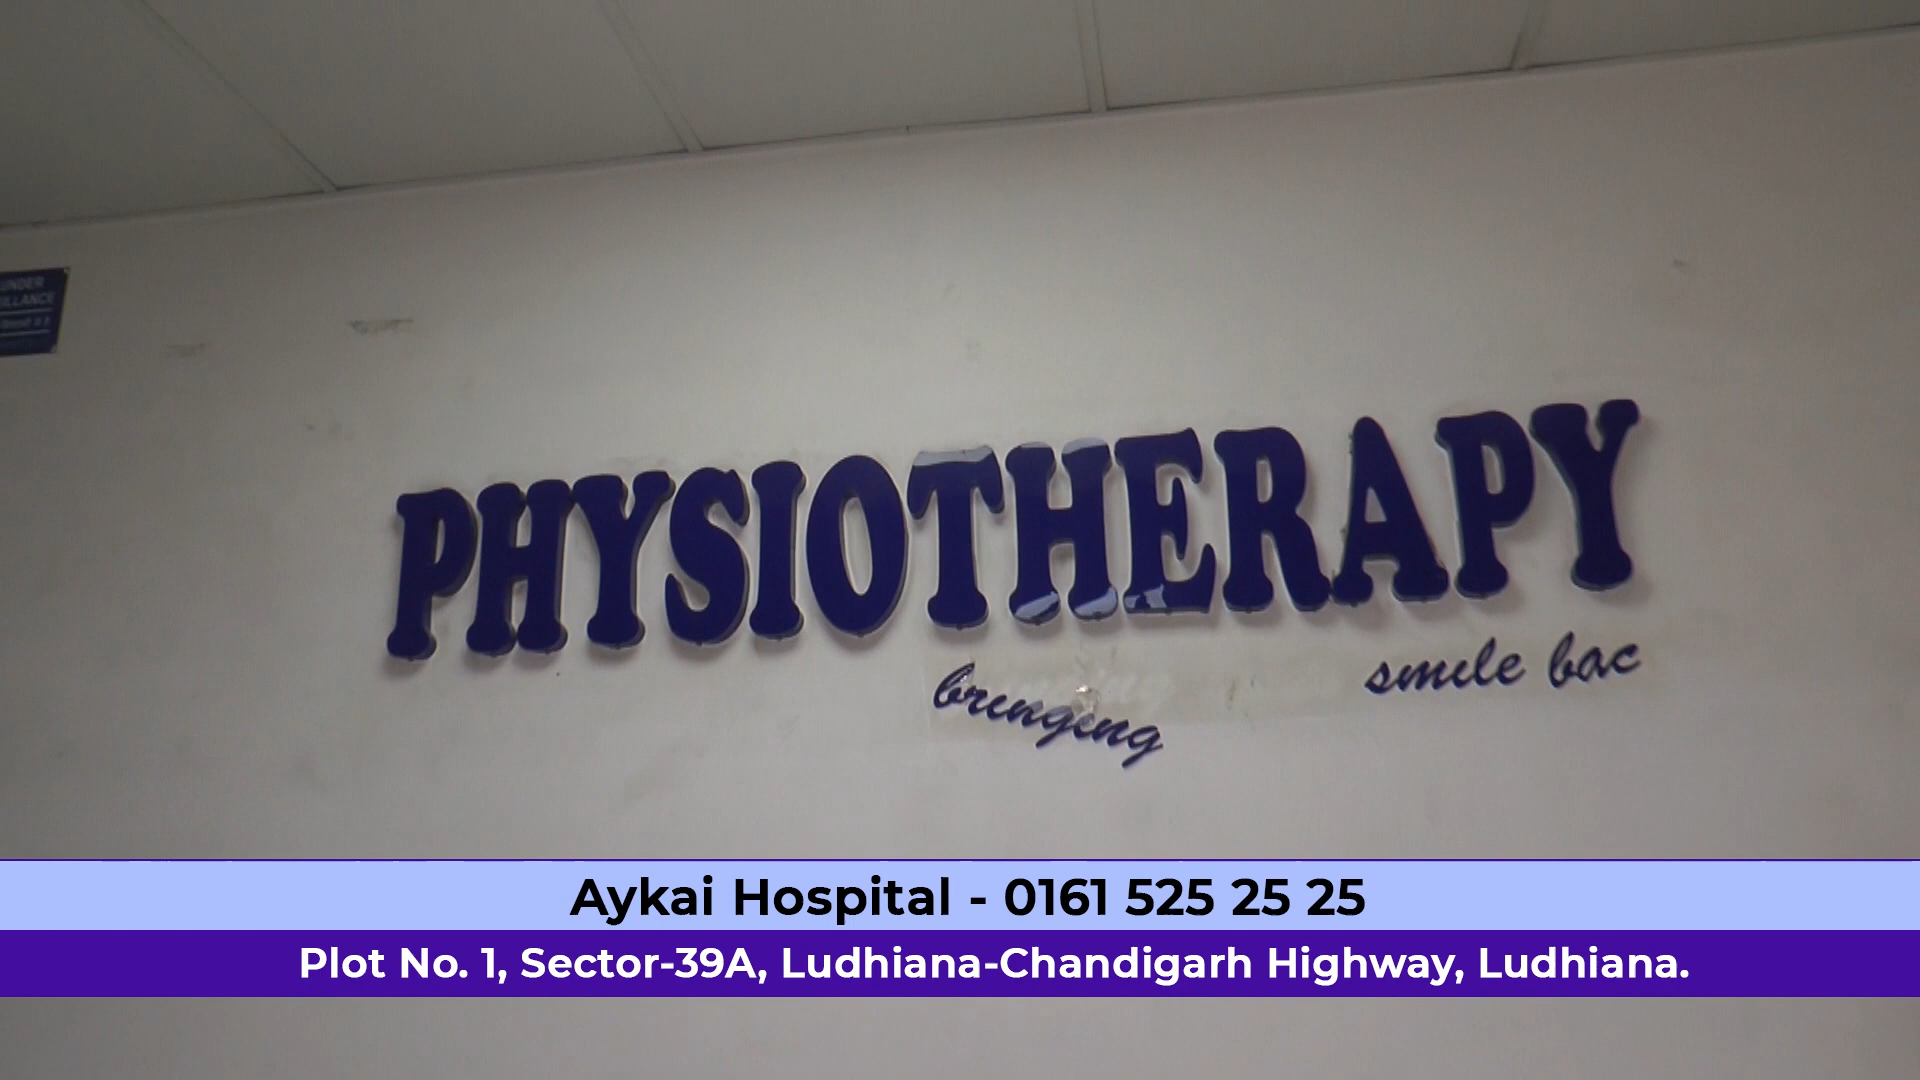 UNDER
PHYSIOTHERAPY
bringing
smile bac
Aykai Hospital - 0161 525 25 25
Plot No. 1, Sector-39A, Ludhiana-Chandigarh Highway, Ludhiana.